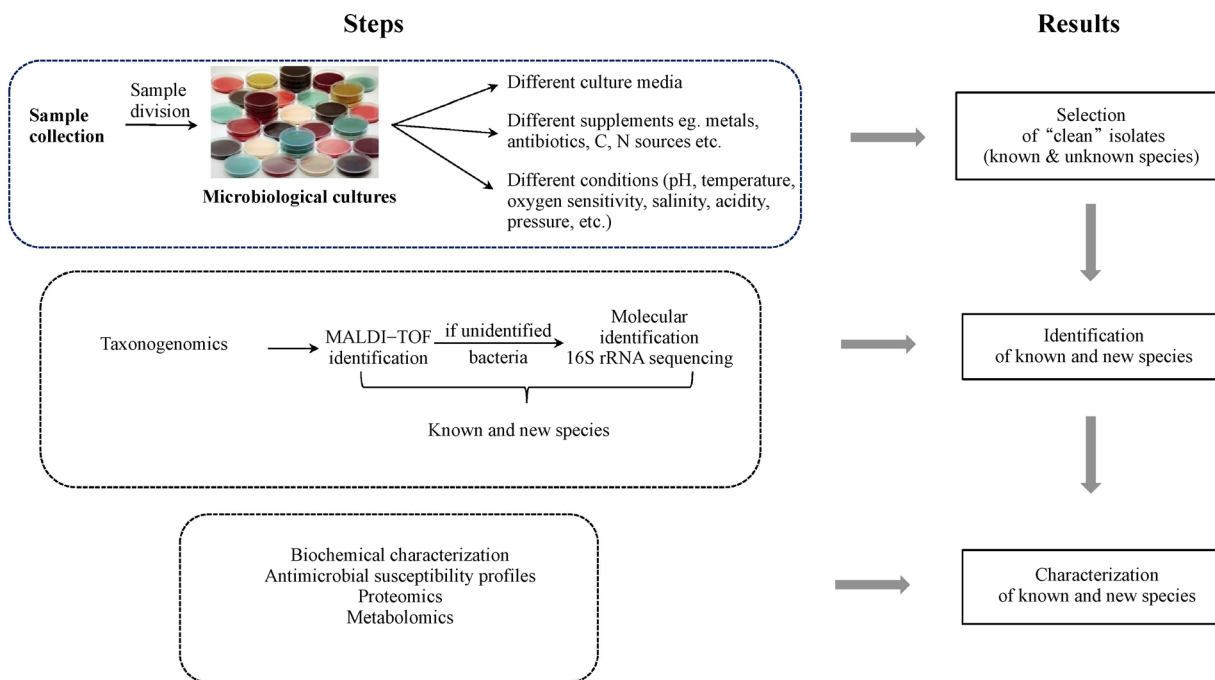 Steps
Results
Sample
collection
Sample
division
Microbiological cultures
Different culture media
Different supplements eg. metals,
antibiotics, C, N sources etc.
Different conditions (pH, temperature,
oxygen sensitivity, salinity, acidity,
pressure, etc.)
Selection
of “clean” isolates
(known & unknown species)
Taxonogenomics
MALDI−TOF
identification
if unidentified
bacteria
Molecular
identification
16S rRNA sequencing
Known and new species
Identification
of known and new species
Biochemical characterization
Antimicrobial susceptibility profiles
Proteomics
Metabolomics
Characterization
of known and new species